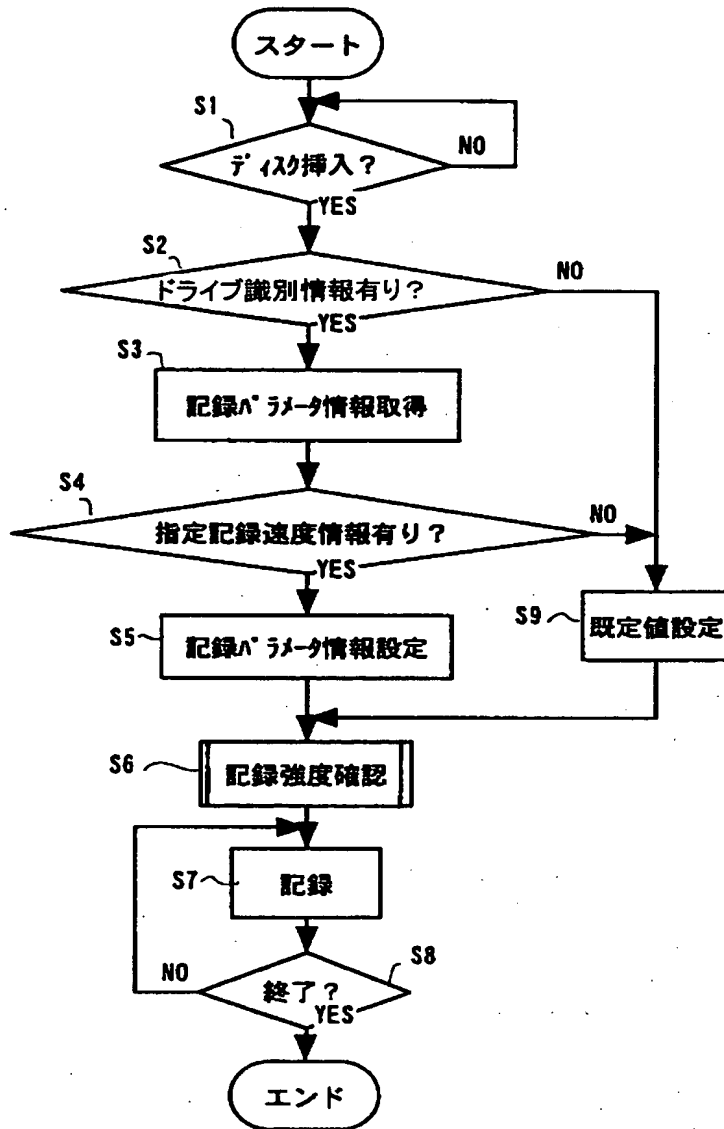 スタート
S1
ディスク挿入?
NO
YES
S2
ドライブ識別情報有り?
NO
YES
S3
記録パラメータ情報取得
S4
指定記録速度情報有り?
NO
YES
S5
記録パラメータ情報設定
S9
既定値設定
S6
記録強度確認
S7
記録
S8
終了?
NO
YES
エンド